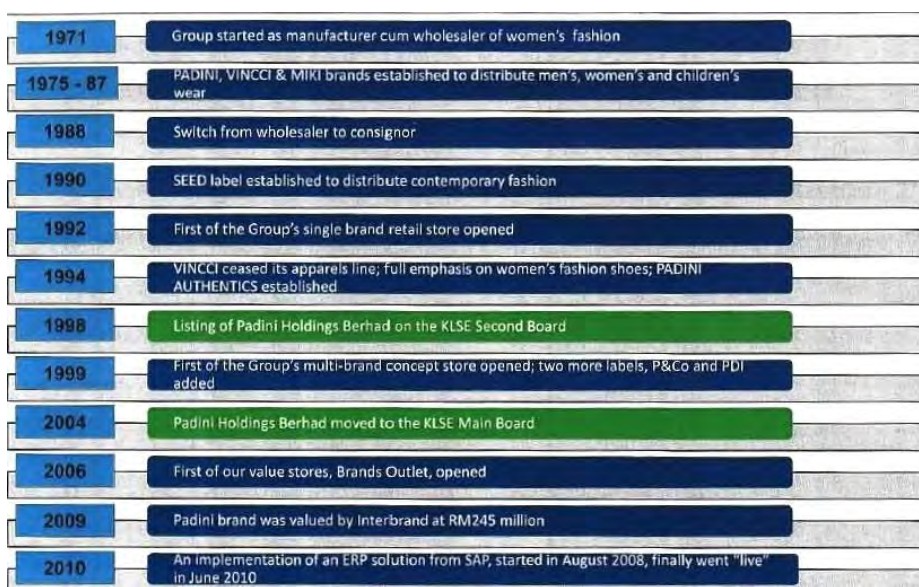 1971
Group started as manufacturer cum wholesaler of women's fashion
1975 - 87
PADINI, VINCCI & MIKI brands established to distribute men's, women's and children's
wear
1988
Switch from wholesaler to consignor
1990
SEED label established to distribute contemporary fashion
1992
First of the Group's single brand retail store opened
1994
VINCCI ceased its apparels line; full emphasis on women's fashion shoes; PADINI
AUTHENTICS established
1998
Listing of Padini Holdings Berhad on the KLSE Second Board
1999
First of the Group's multi-brand concept store opened; two more labels, P&Co and PDI
added
2004
Padini Holdings Berhad moved to the KLSE Main Board
2006
First of our value stores, Brands Outlet, opened
2009
Padini brand was valued by Interbrand at RM245 million
2010
An implementation of an ERP solution from SAP, started in August 2008, finally went "live"
in June 2010